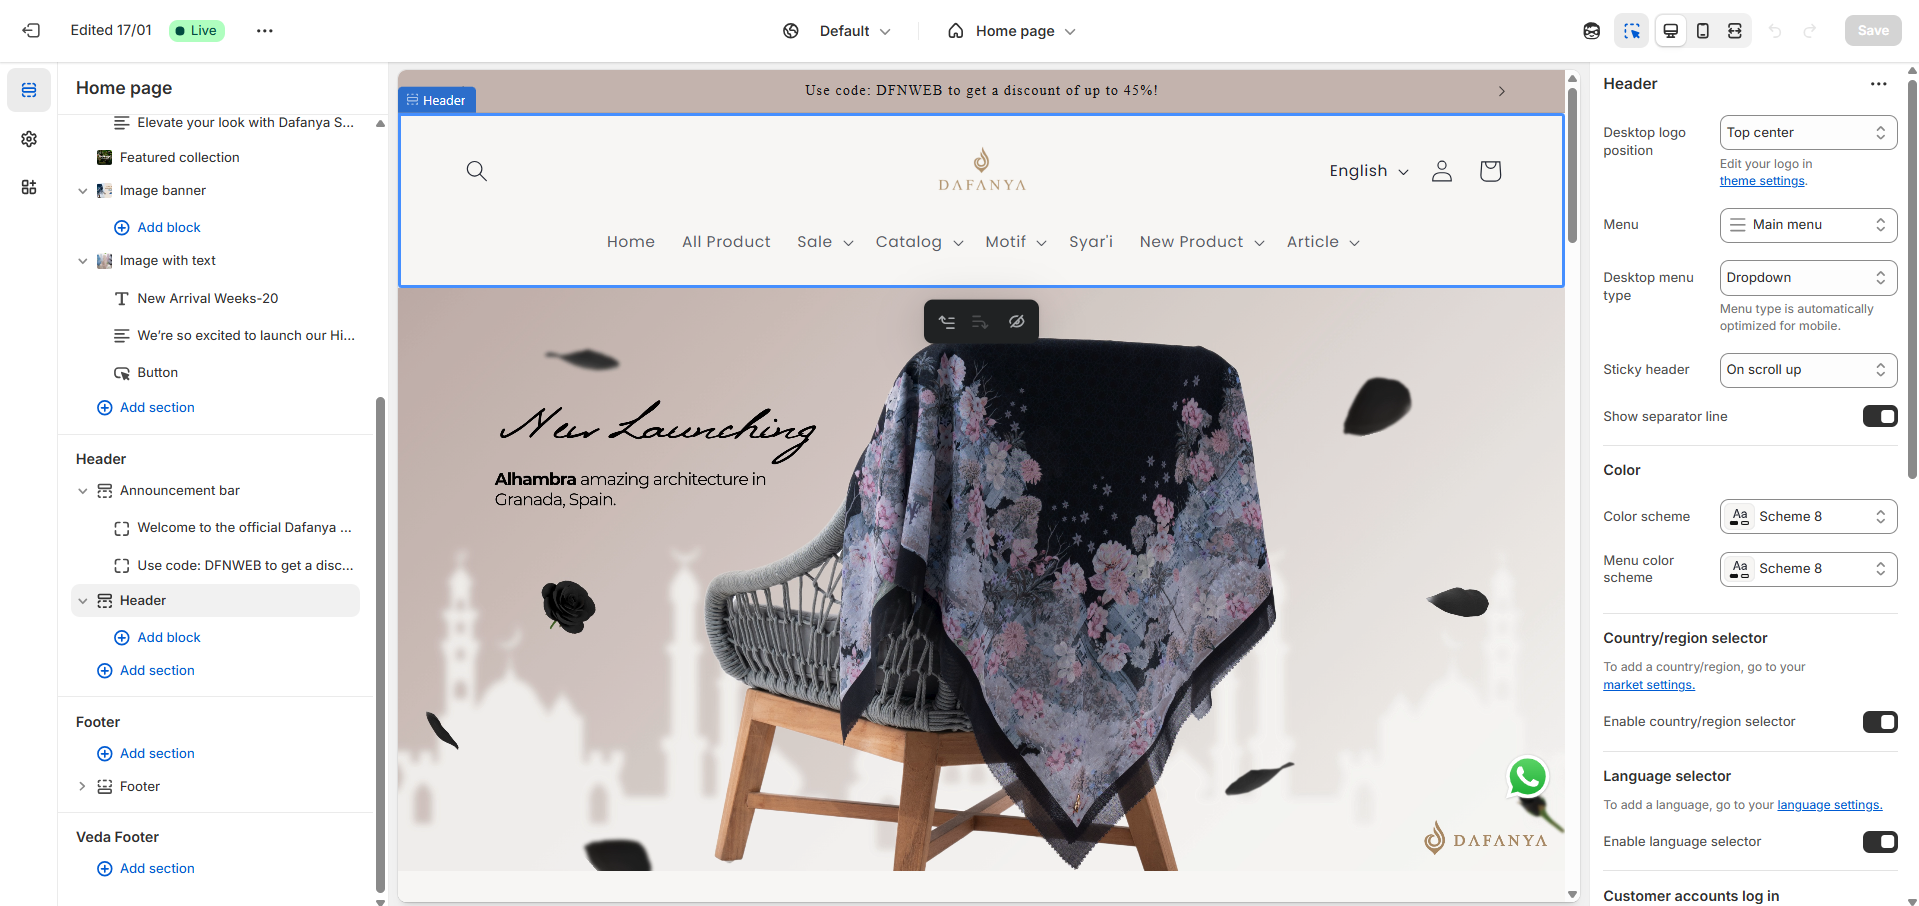 Edited 17/01
Live
Default
Home page
Save
Home page
Elevate your look with Dafanya S...
Featured collection
Image banner
Add block
Image with text
New Arrival Weeks-20
We're so excited to launch our Hi...
Button
Add section
Header
Announcement bar
Welcome to the official Dafanya ...
Use code: DFNWEB to get a disc...
Header
Add block
Add section
Footer
Add section
Footer
Veda Footer
Add section
Use code: DFNWEB to get a discount of up to 45%!
Header
DAFANYA
English
Home All Product Sale Catalog Motif Syar'i New Product Article
New Launching
Alhambra amazing architecture in
Granada, Spain.
DAFANYA
Header
Desktop logo
position
Top center
Edit your logo in
theme settings.
Menu
Main menu
Desktop menu
type
Dropdown
Menu type is automatically
optimized for mobile.
Sticky header
On scroll up
Show separator line
Color
Color scheme
Aa
Scheme 8
Menu color
scheme
Aa
Scheme 8
Country/region selector
To add a country/region, go to your
market settings.
Enable country/region selector
Language selector
To add a language, go to your language settings.
Enable language selector
Customer accounts log in